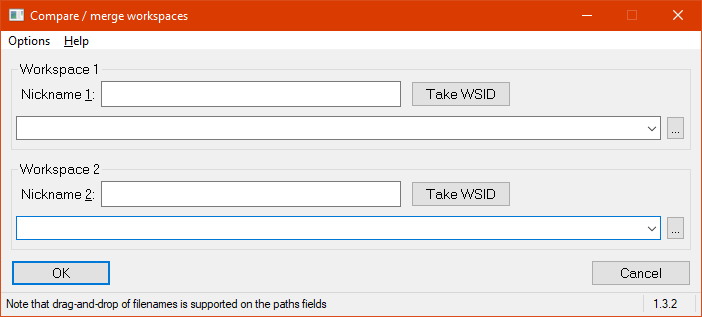 Compare / merge workspaces
Options Help
Workspace 1
Nickname 1: Take WSID
...
Workspace 2
Nickname 2: Take WSID
...
OK Cancel
Note that drag-and-drop of filenames is supported on the paths fields 1.3.2